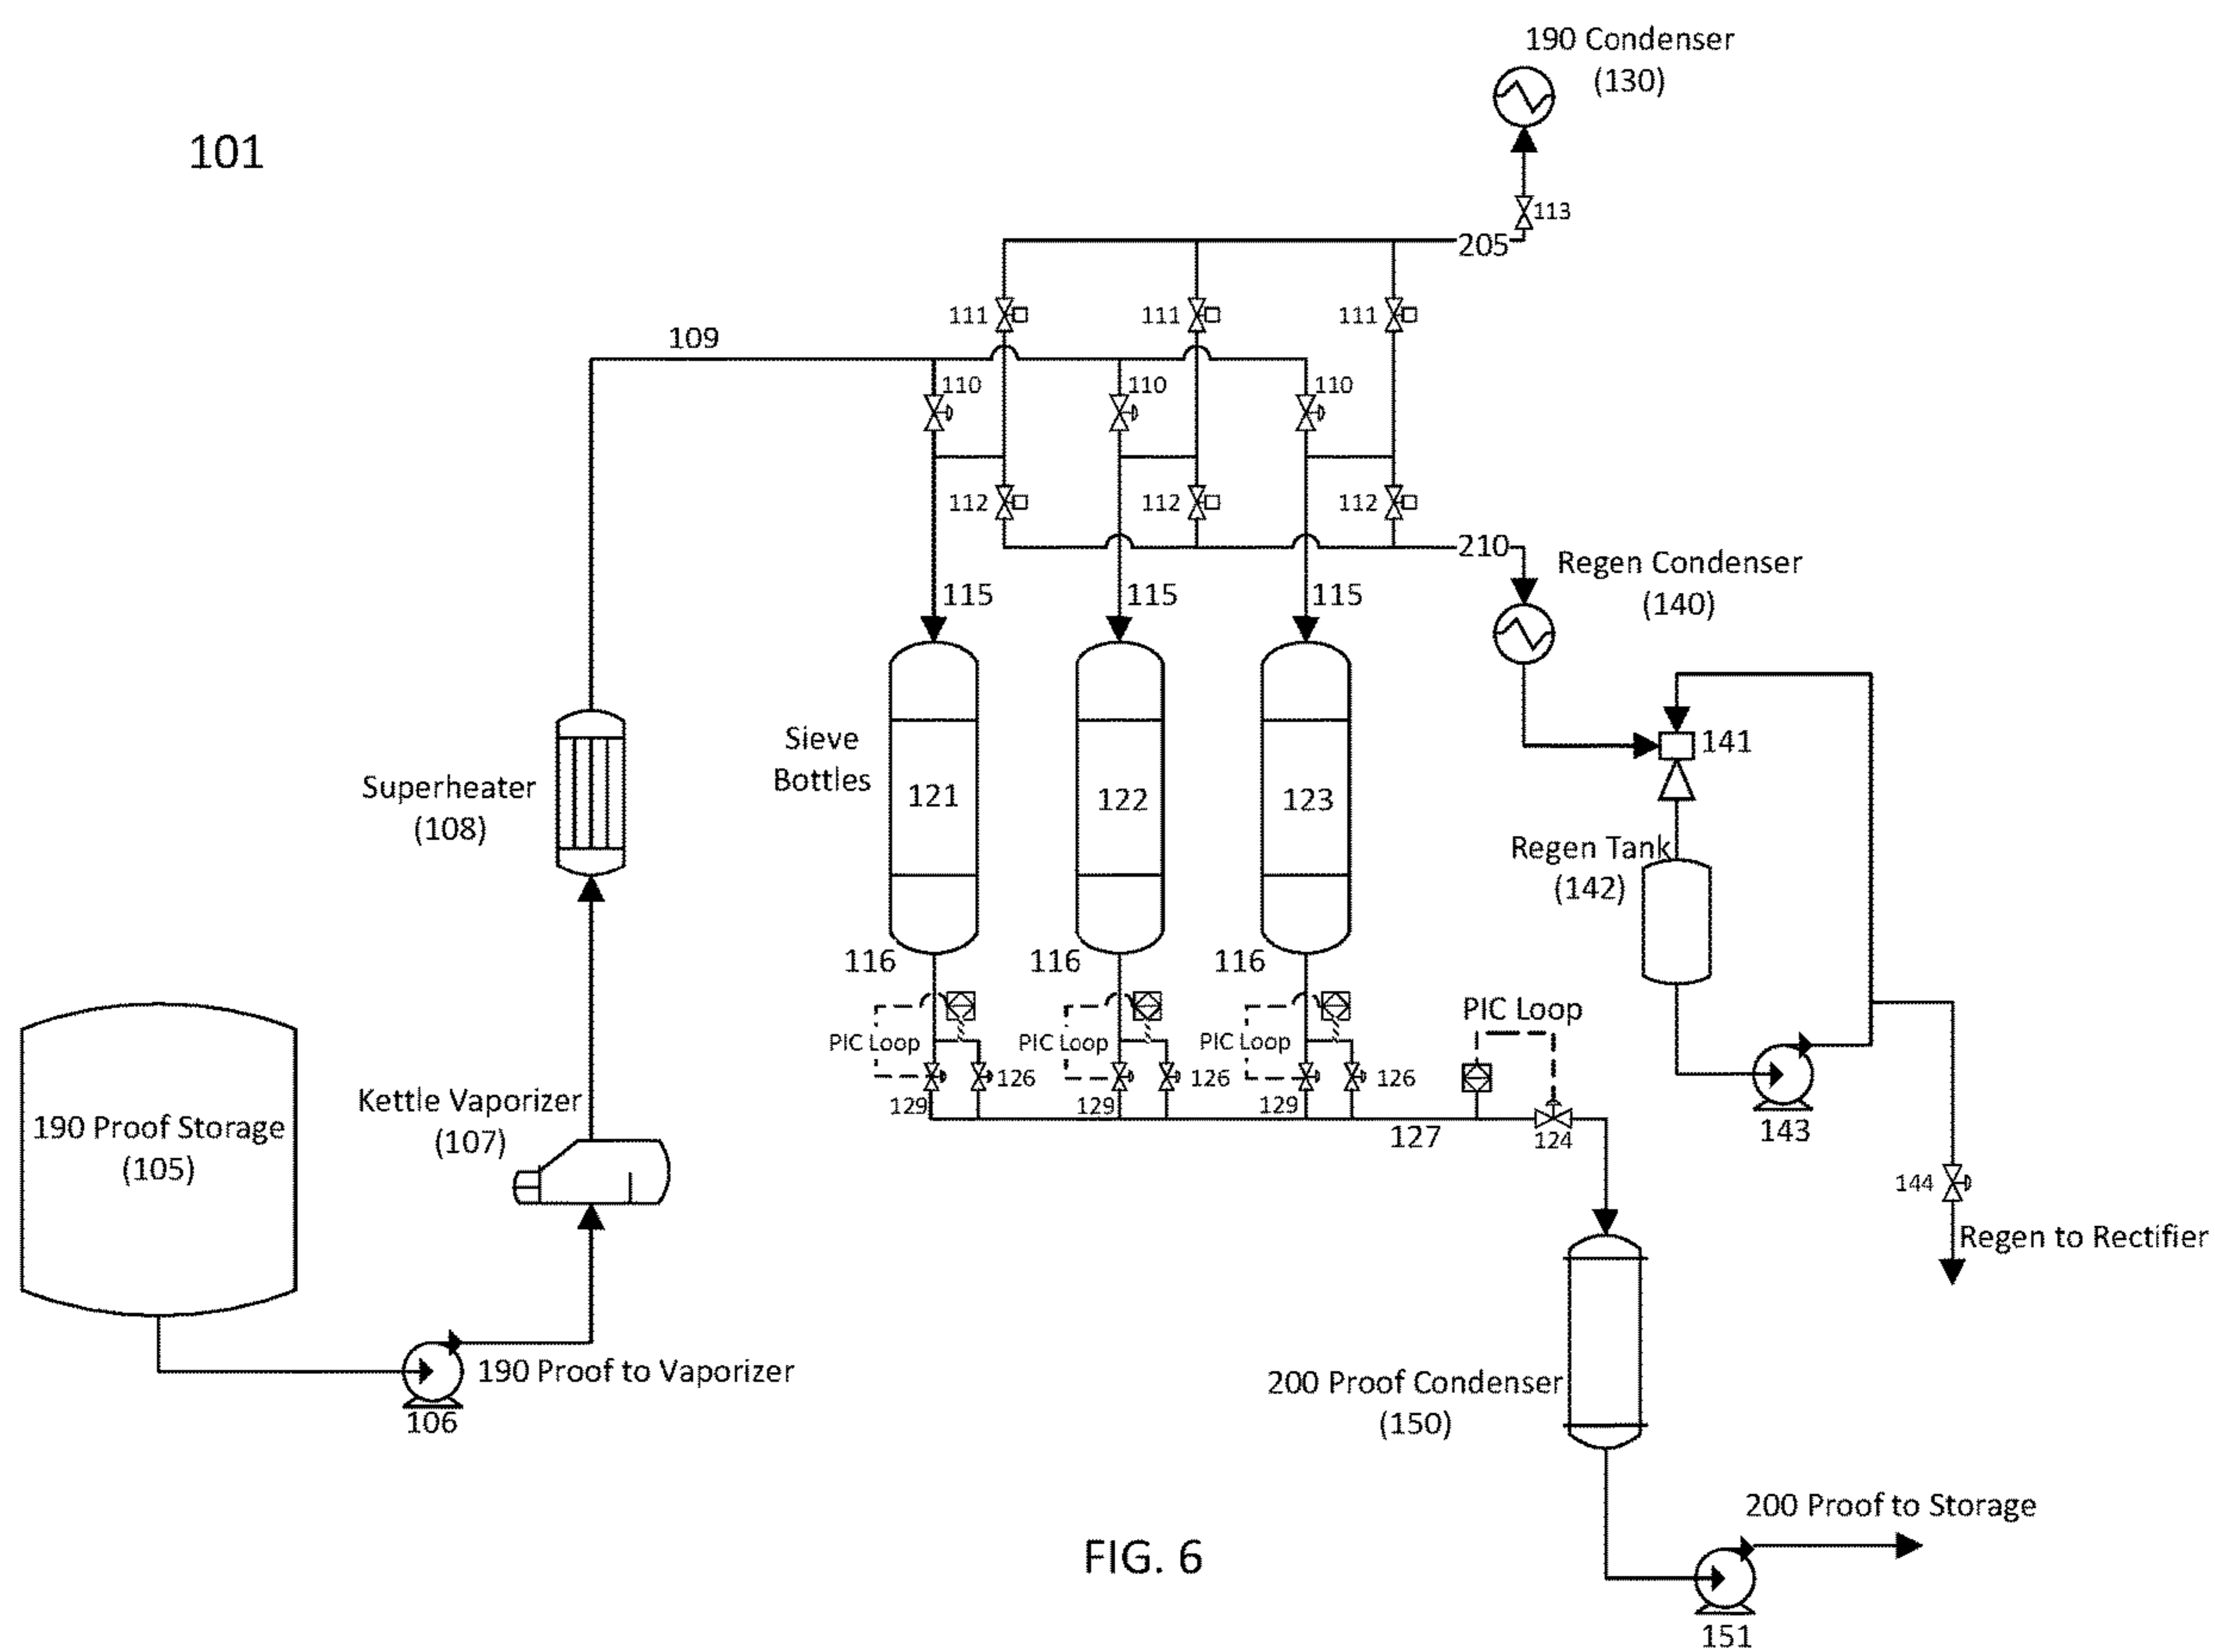 190 Condenser
(130)
101
113
205
111 111 111
109
110 110 110
112 112 112
210
Regen Condenser
(140)
115 115 115
141
Sieve
Bottles
121 122 123
Superheater
(108)
Regen Tank
(142)
116 116 116
PIC Loop
PIC Loop PIC Loop PIC Loop
126 126 126
129 129 129
127
124
143
Kettle Vaporizer
(107)
190 Proof Storage
(105)
144
Regen to Rectifier
190 Proof to Vaporizer
106
200 Proof Condenser
(150)
200 Proof to Storage
FIG. 6
151